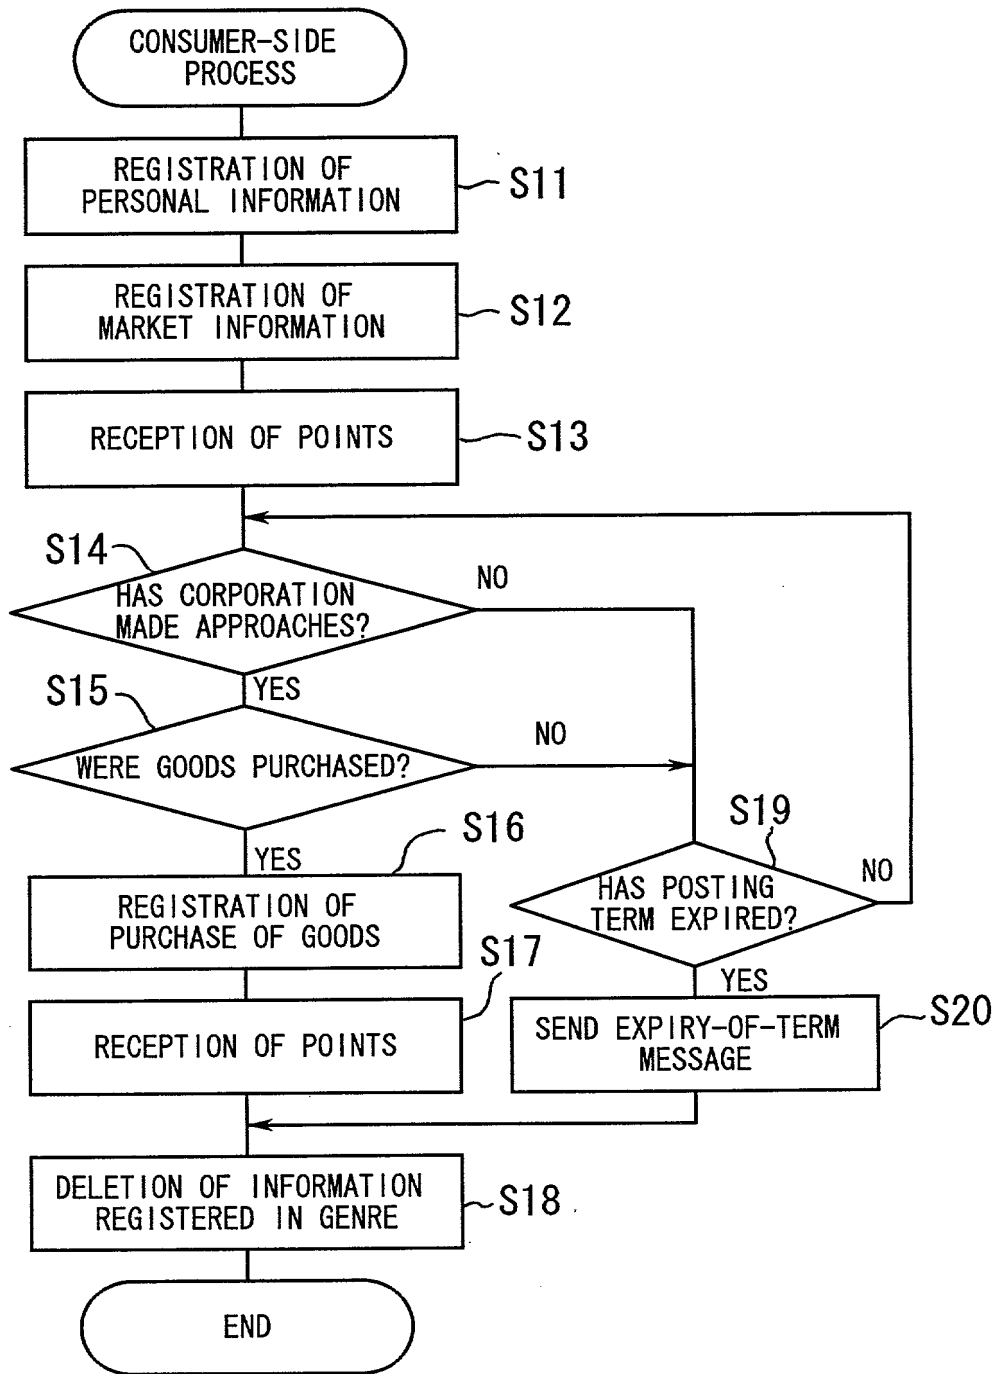 CONSUMER-SIDE
PROCESS
REGISTRATION OF
PERSONAL INFORMATION
S11
REGISTRATION OF
MARKET INFORMATION
S12
RECEPTION OF POINTS
S13
S14
HAS CORPORATION
MADE APPROACHES?
NO
YES
S15
WERE GOODS PURCHASED?
NO
YES
S16
REGISTRATION OF
PURCHASE OF GOODS
S17
RECEPTION OF POINTS
S19
HAS POSTING
TERM EXPIRED?
NO
YES
SEND EXPIRY-OF-TERM
MESSAGE
S20
DELETION OF INFORMATION
REGISTERED IN GENRE
S18
END